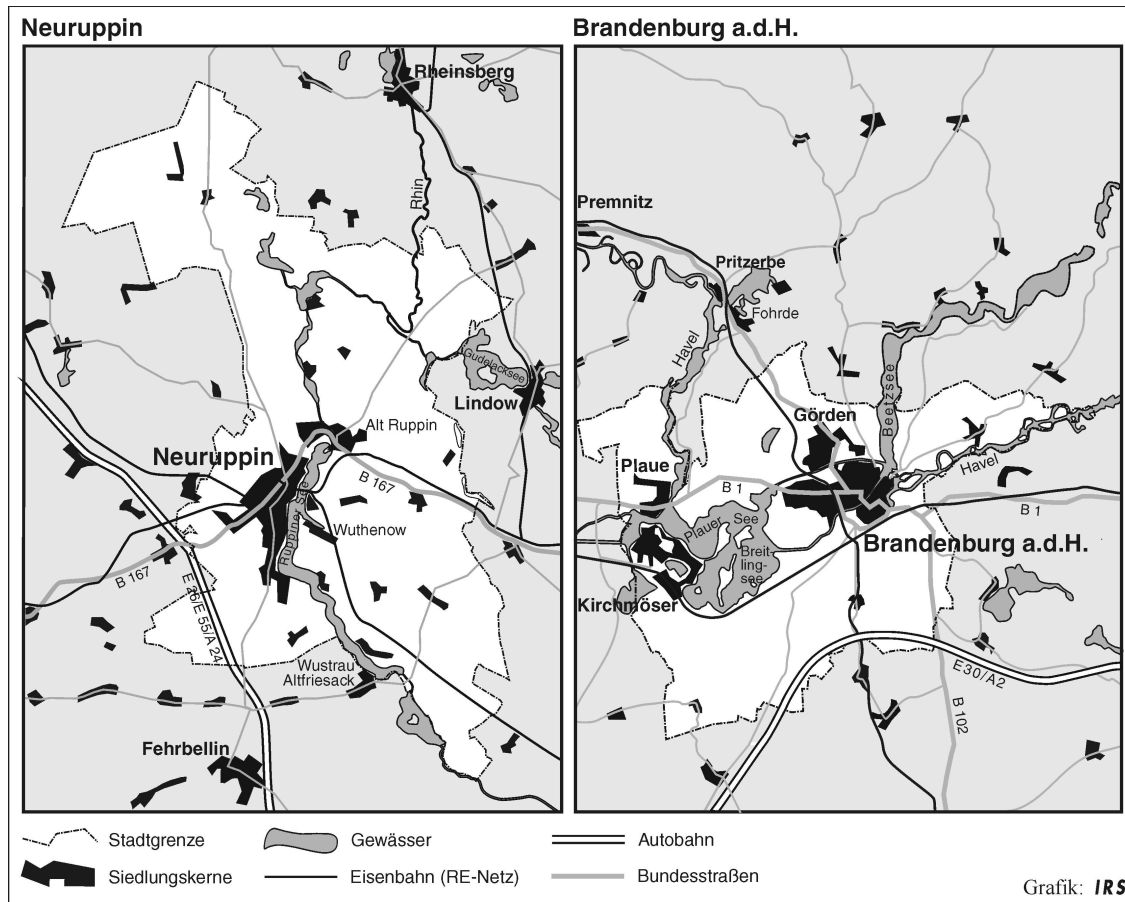 Neuruppin
Rheinsberg
Rhin
Gudelacksee
Lindow
Alt Ruppin
Neuruppin
B 167
Ruppiner See
Wuthenow
B 167
E 26/E 55/A 24
Wustrau
Altfriesack
Fehrbellin
Brandenburg a.d.H.
Premnitz
Pritzerbe
Fohrde
Havel
Beetzsee
Görden
Plaue
Havel
B 1
B 1
Plauer See
Breit-
ling-
see
Brandenburg a.d.H.
Kirchmöser
E30/A2
B 102
Stadtgrenze
Gewässer
Autobahn
Siedlungskerne
Eisenbahn (RE-Netz)
Bundesstraßen
Grafik: IRS